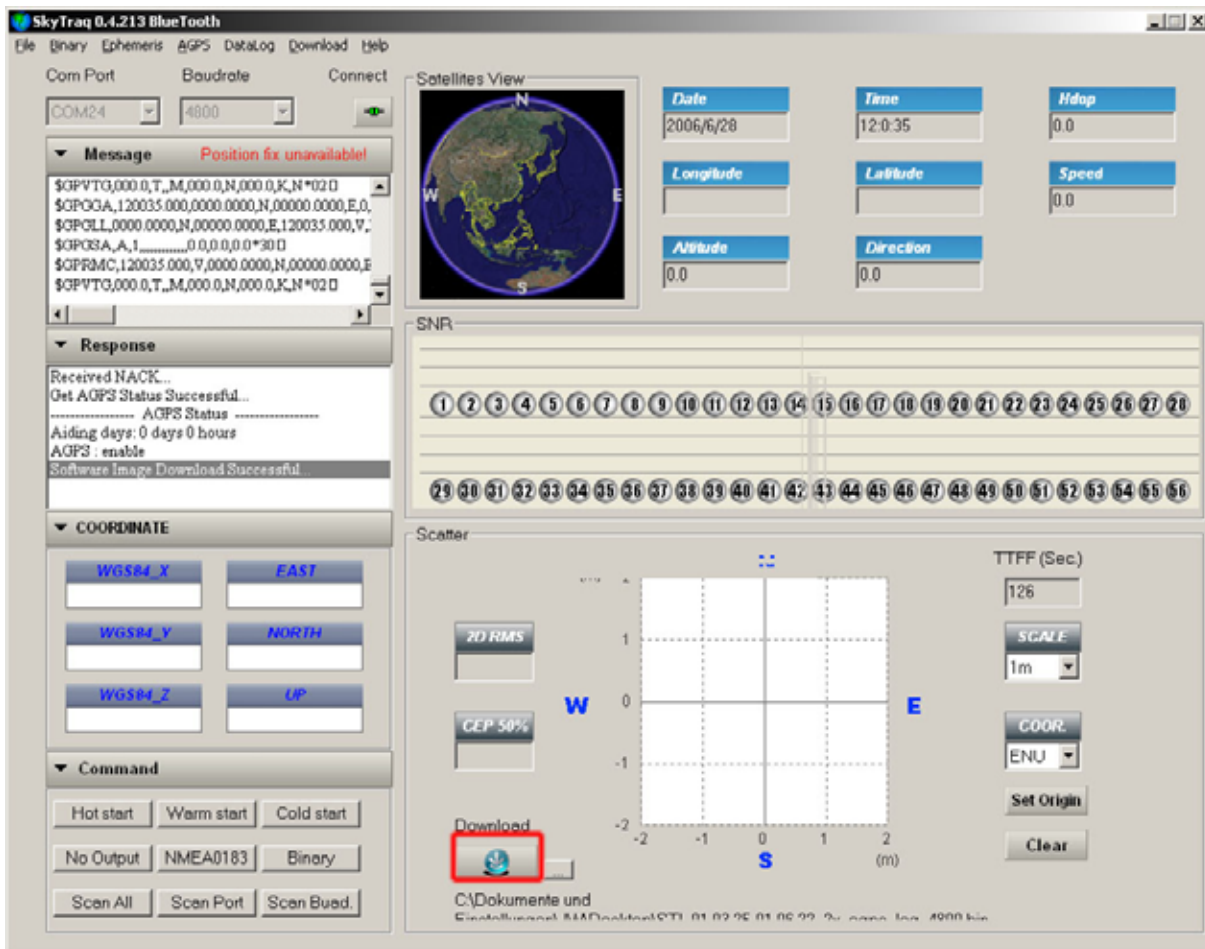 SkyTraq 0.4.213 BlueTooth
File Binary Ephemeris AGPS DataLog Download Help
Com Port Baudrate Connect
COM24 4800
Message Position fix unavailable!
$GPVTG,000.0,T,,M,000.0,N,000.0,K,N*02
$GPGGA,120035.000,0000.0000,N,00000.0000,E,0,
$GPGLL,0000.0000,N,00000.0000,E,120035.000,V,
$GPGSA,A,1,,,,,,,,,,,,,0.0,0.0,0.0*30
$GPRMC,120035.000,V,0000.0000,N,00000.0000,E
$GPVTG,000.0,T,,M,000.0,N,000.0,K,N*02
Response
Received NACK...
Get AGPS Status Successful...
----------------- AGPS Status -----------------
Aiding days: 0 days 0 hours
AGPS : enable
Software Image Download Successful...
COORDINATE
WGS84_X EAST
WGS84_Y NORTH
WGS84_Z UP
Command
Hot start Warm start Cold start
No Output NMEA0183 Binary
Scan All Scan Port Scan Buad.
Satellites View
N
W E
S
Date Time Hdop
2006/6/28 12:0:35 0.0
Longitude Latitude Speed
0.0
Altitude Direction
0.0 0.0
SNR
1 2 3 4 5 6 7 8 9 10 11 12 13 14 15 16 17 18 19 20 21 22 23 24 25 26 27 28
29 30 31 32 33 34 35 36 37 38 39 40 41 42 43 44 45 46 47 48 49 50 51 52 53 54 55 56
Scatter
2
1
0
-1
-2
-2 -1 0 1 2
(m)
W E
S
2D RMS
CEP 50%
Download
...
C:\Dokumente und
TTFF (Sec.)
126
SCALE
1m
COOR.
ENU
Set Origin
Clear